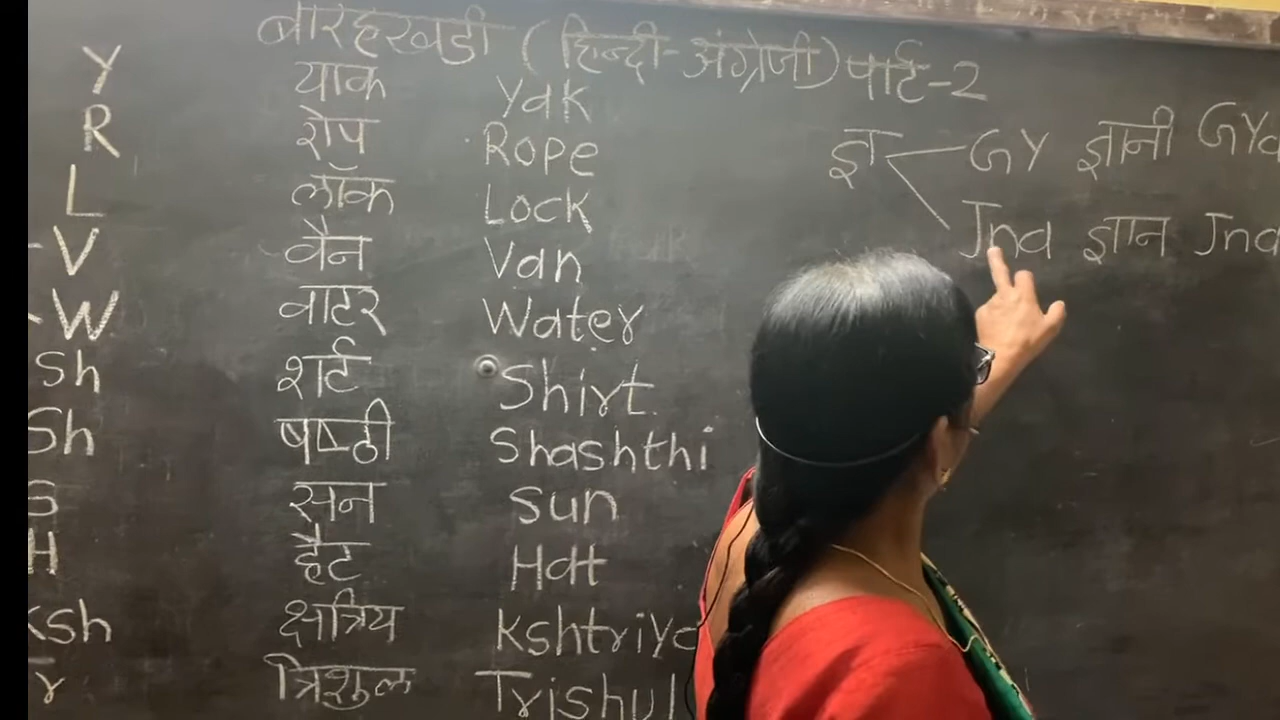 बारहखडी (हिन्दी-अंग्रेजी) पार्ट-2
Y याक Yak
R रोप Rope
L लॉक Lock
V वैन Van
W वाटर Water
Sh शर्ट Shirt
Sh षष्ठी Shashthi
S सन Sun
H हैट Hat
Ksh क्षत्रिय Kshtriya
Tr त्रिशुल Trishul
ज्ञ GY ज्ञानी GYa
Jna ज्ञान Jna